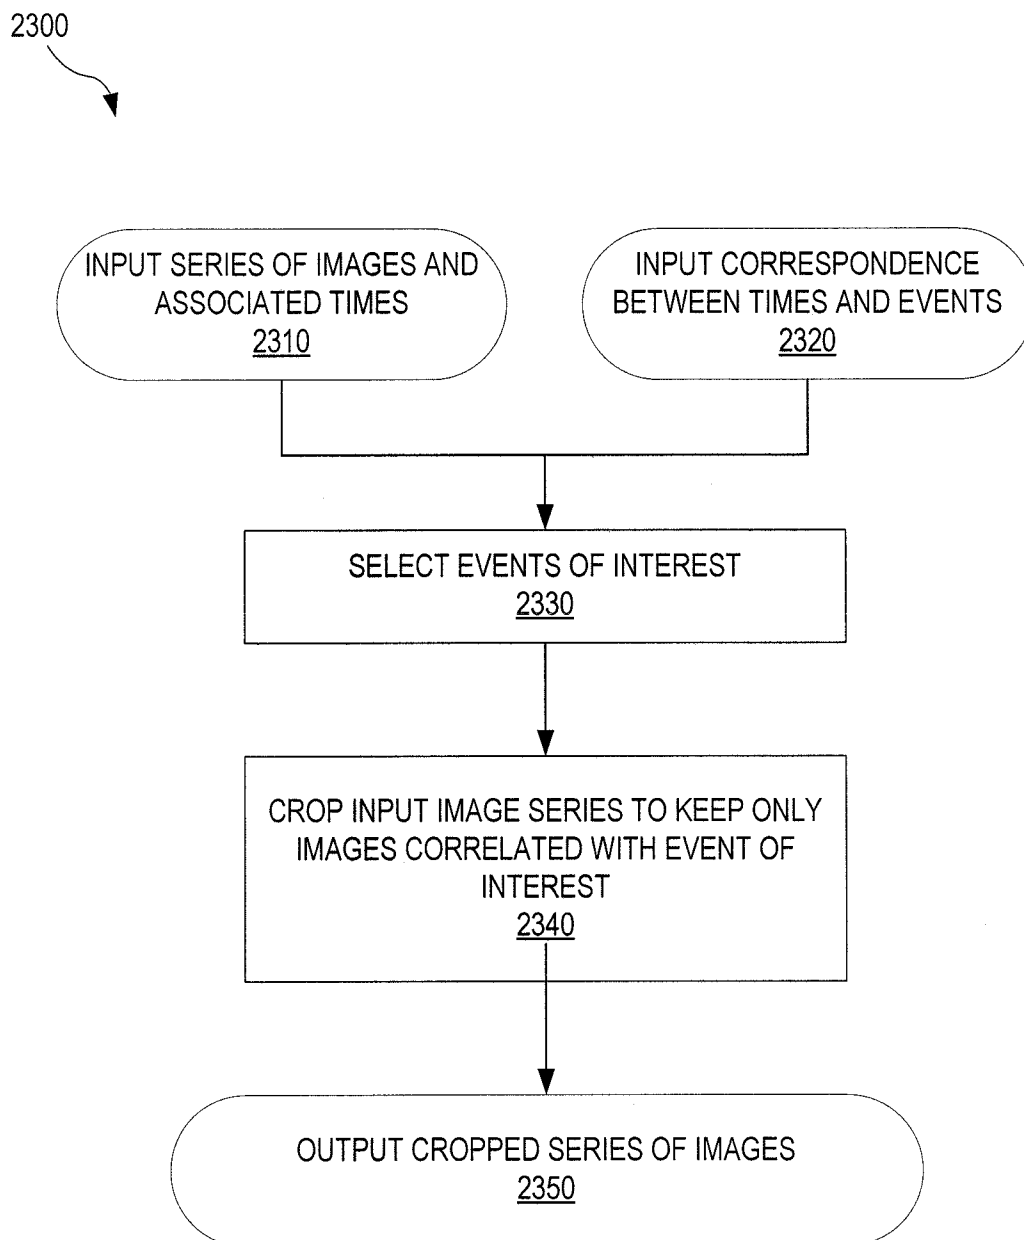 2300
INPUT SERIES OF IMAGES AND
ASSOCIATED TIMES
2310
INPUT CORRESPONDENCE
BETWEEN TIMES AND EVENTS
2320
SELECT EVENTS OF INTEREST
2330
CROP INPUT IMAGE SERIES TO KEEP ONLY
IMAGES CORRELATED WITH EVENT OF
INTEREST
2340
OUTPUT CROPPED SERIES OF IMAGES
2350